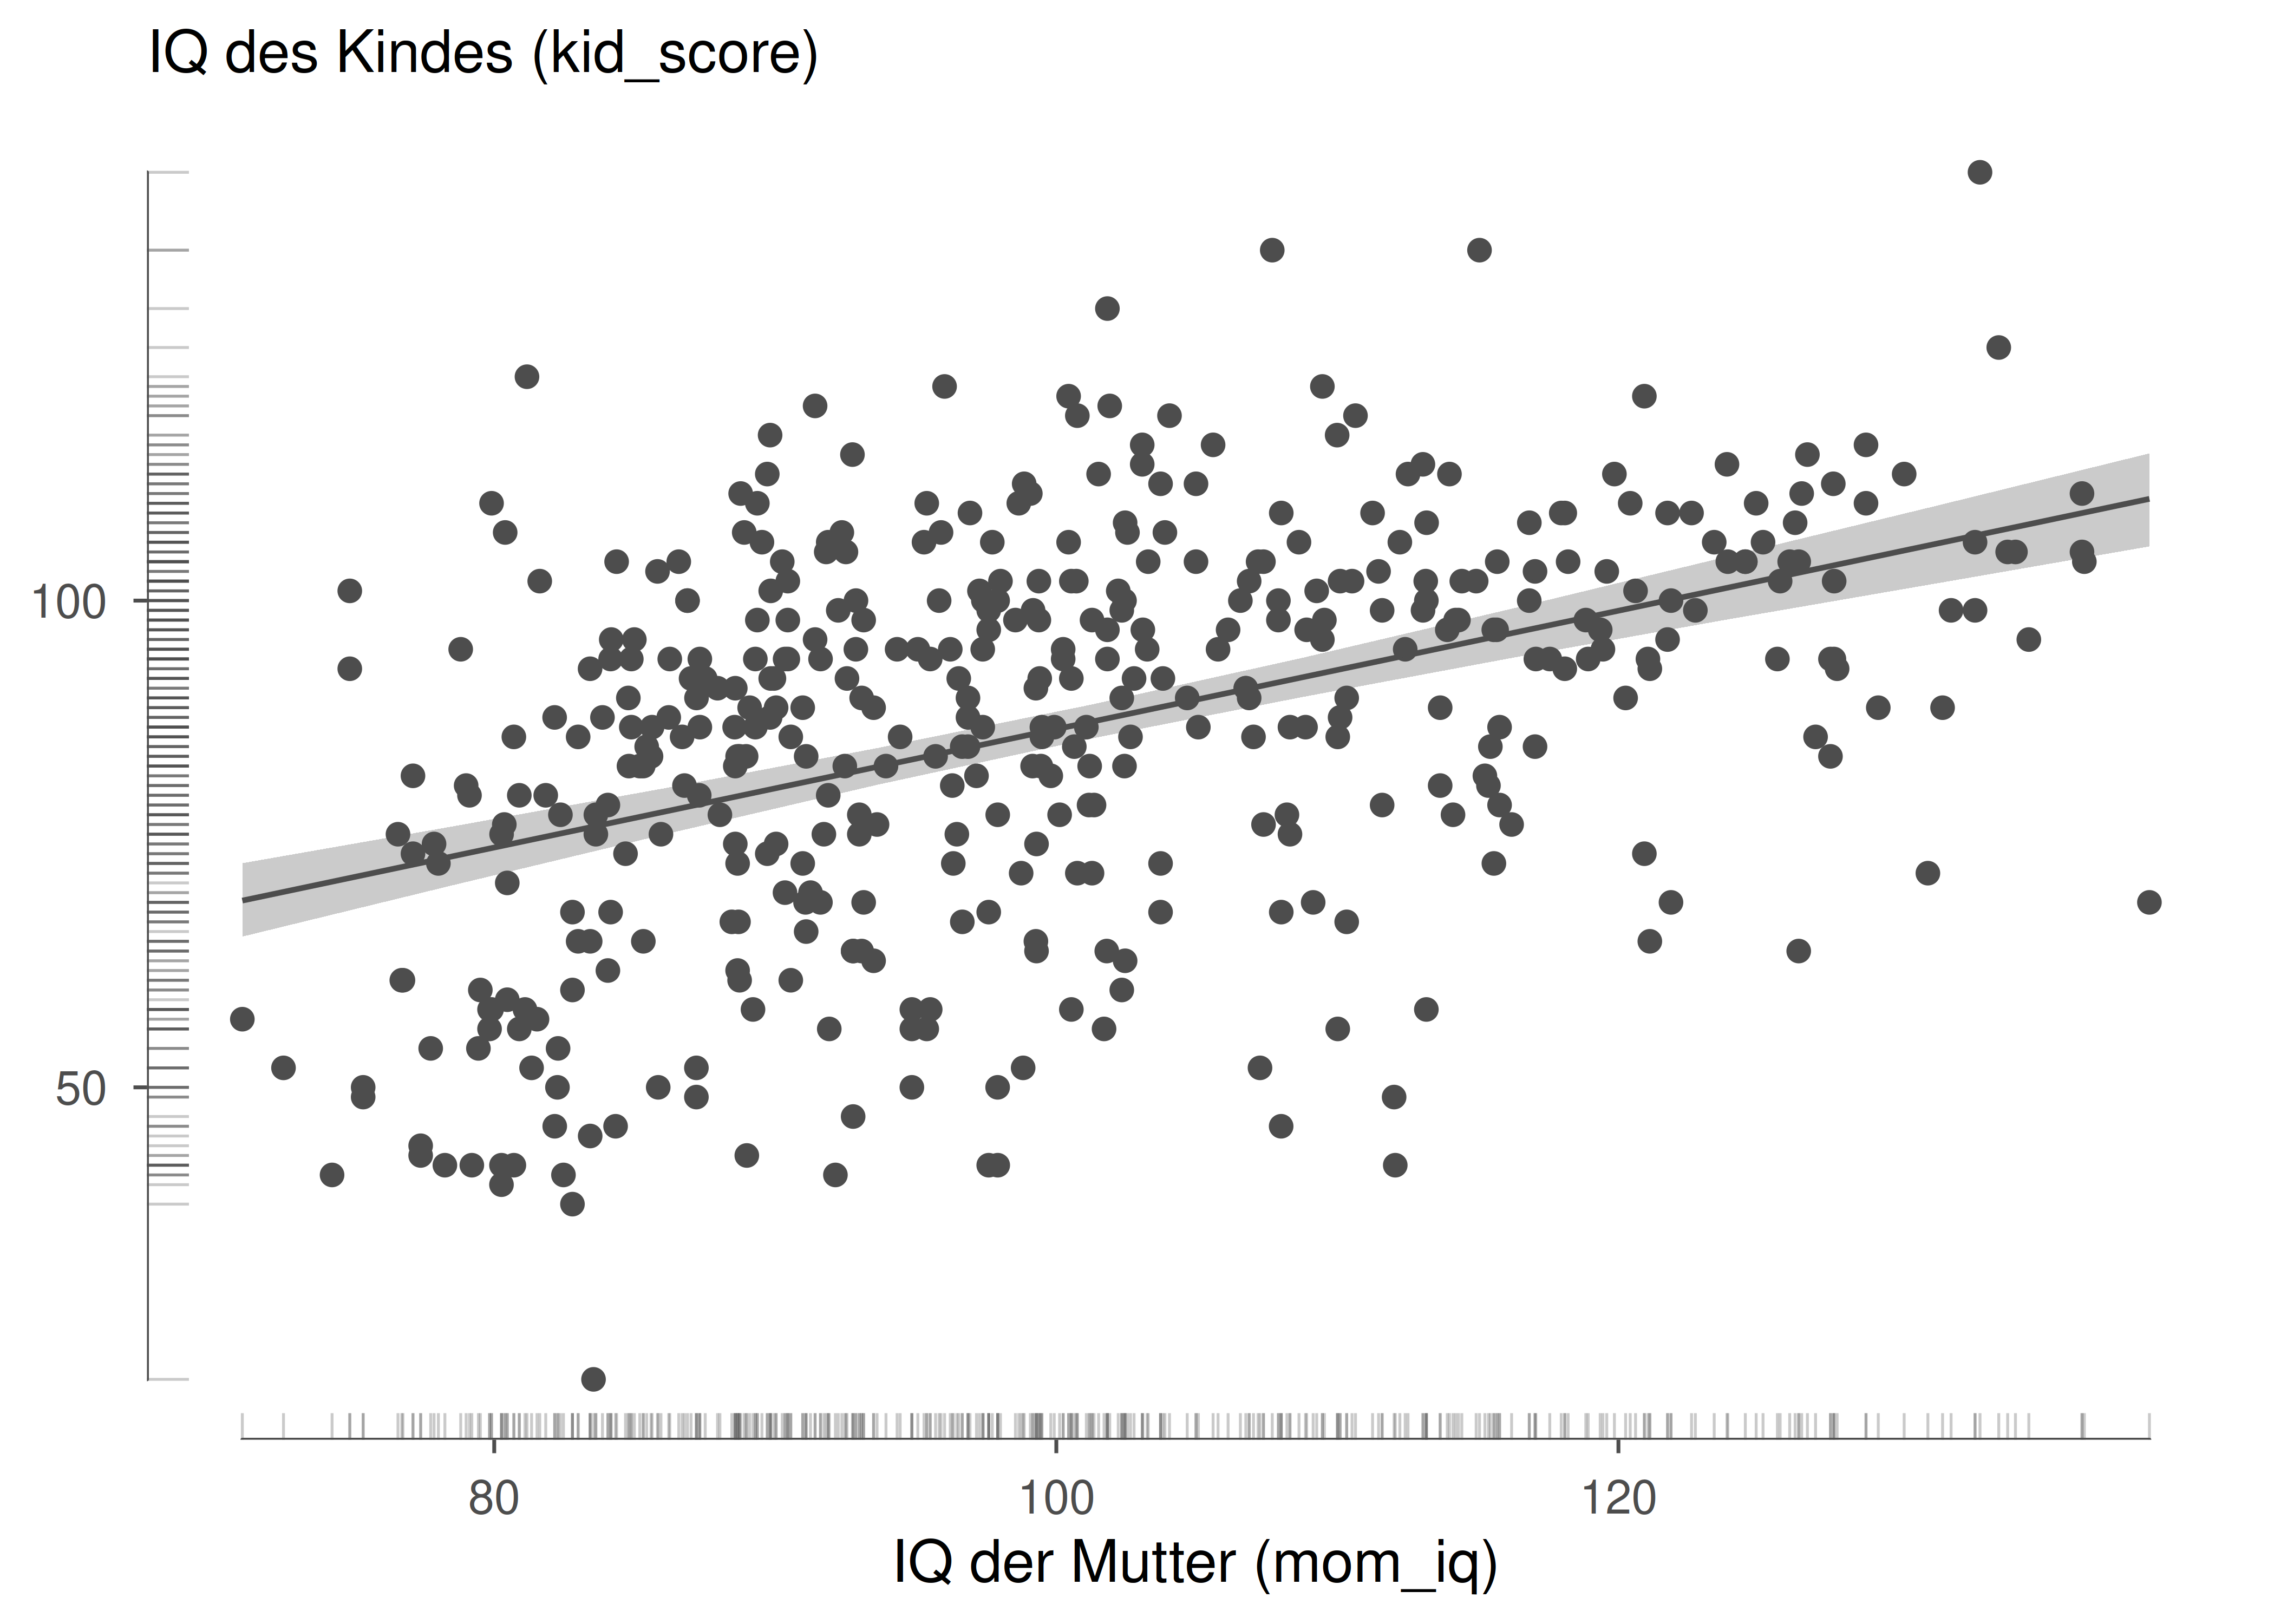 IQ des Kindes (kid_score)
100
50
80 100 120
IQ der Mutter (mom_iq)